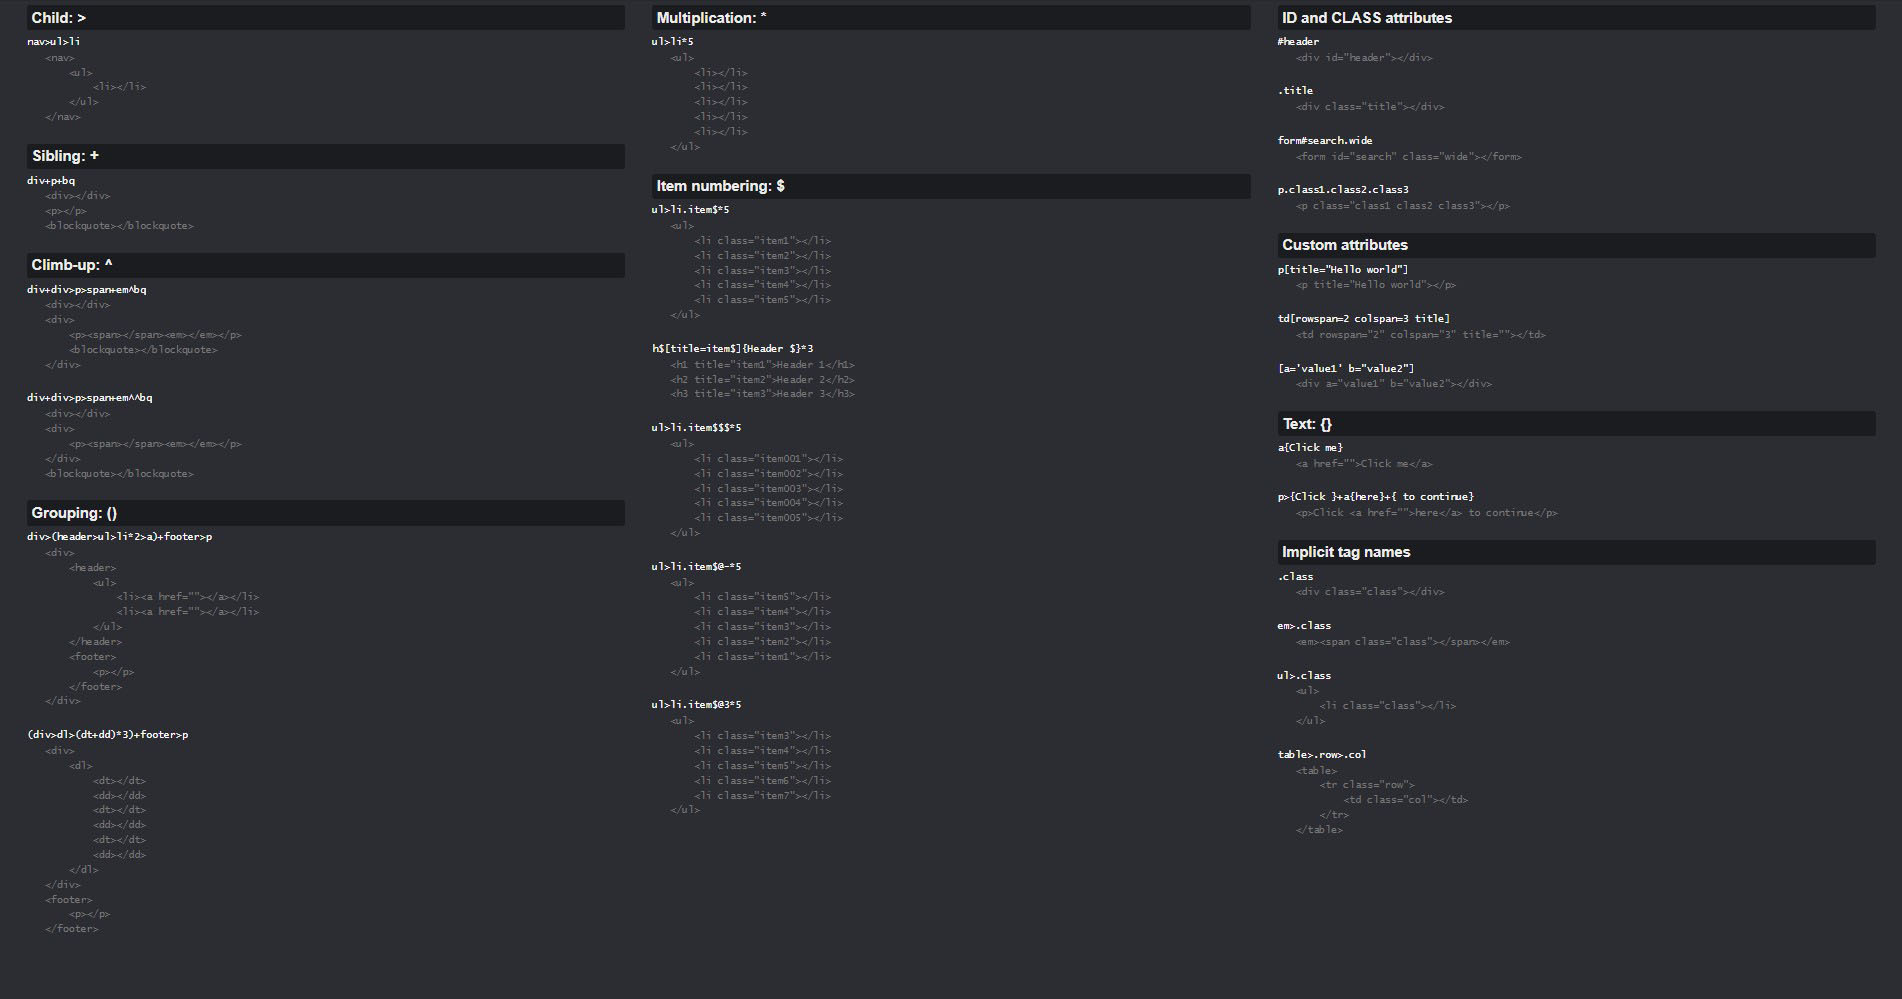 Child: >
nav>ul>li
<nav>
<ul>
<li></li>
</ul>
</nav>
Sibling: +
div+p+bq
<div></div>
<p></p>
<blockquote></blockquote>
Climb-up: ^
div+div>p>span+em^bq
<div></div>
<div>
<p><span></span><em></em></p>
<blockquote></blockquote>
</div>
div+div>p>span+em^^bq
<div></div>
<div>
<p><span></span><em></em></p>
</div>
<blockquote></blockquote>
Grouping: ()
div>(header>ul>li*2>a)+footer>p
<div>
<header>
<ul>
<li><a href=""></a></li>
<li><a href=""></a></li>
</ul>
</header>
<footer>
<p></p>
</footer>
</div>
(div>dl>(dt+dd)*3)+footer>p
<div>
<dl>
<dt></dt>
<dd></dd>
<dt></dt>
<dd></dd>
<dt></dt>
<dd></dd>
</dl>
</div>
<footer>
<p></p>
</footer>
Multiplication: *
ul>li*5
<ul>
<li></li>
<li></li>
<li></li>
<li></li>
<li></li>
</ul>
Item numbering: $
ul>li.item$*5
<ul>
<li class="item1"></li>
<li class="item2"></li>
<li class="item3"></li>
<li class="item4"></li>
<li class="item5"></li>
</ul>
h$[title=item$]{Header $}*3
<h1 title="item1">Header 1</h1>
<h2 title="item2">Header 2</h2>
<h3 title="item3">Header 3</h3>
ul>li.item$$$*5
<ul>
<li class="item001"></li>
<li class="item002"></li>
<li class="item003"></li>
<li class="item004"></li>
<li class="item005"></li>
</ul>
ul>li.item$@-*5
<ul>
<li class="item5"></li>
<li class="item4"></li>
<li class="item3"></li>
<li class="item2"></li>
<li class="item1"></li>
</ul>
ul>li.item$@3*5
<ul>
<li class="item3"></li>
<li class="item4"></li>
<li class="item5"></li>
<li class="item6"></li>
<li class="item7"></li>
</ul>
ID and CLASS attributes
#header
<div id="header"></div>
.title
<div class="title"></div>
form#search.wide
<form id="search" class="wide"></form>
p.class1.class2.class3
<p class="class1 class2 class3"></p>
Custom attributes
p[title="Hello world"]
<p title="Hello world"></p>
td[rowspan=2 colspan=3 title]
<td rowspan="2" colspan="3" title=""></td>
[a='value1' b="value2"]
<div a="value1" b="value2"></div>
Text: {}
a{Click me}
<a href="">Click me</a>
p>{Click }+a{here}+{ to continue}
<p>Click <a href="">here</a> to continue</p>
Implicit tag names
.class
<div class="class"></div>
em>.class
<em><span class="class"></span></em>
ul>.class
<ul>
<li class="class"></li>
</ul>
table>.row>.col
<table>
<tr class="row">
<td class="col"></td>
</tr>
</table>